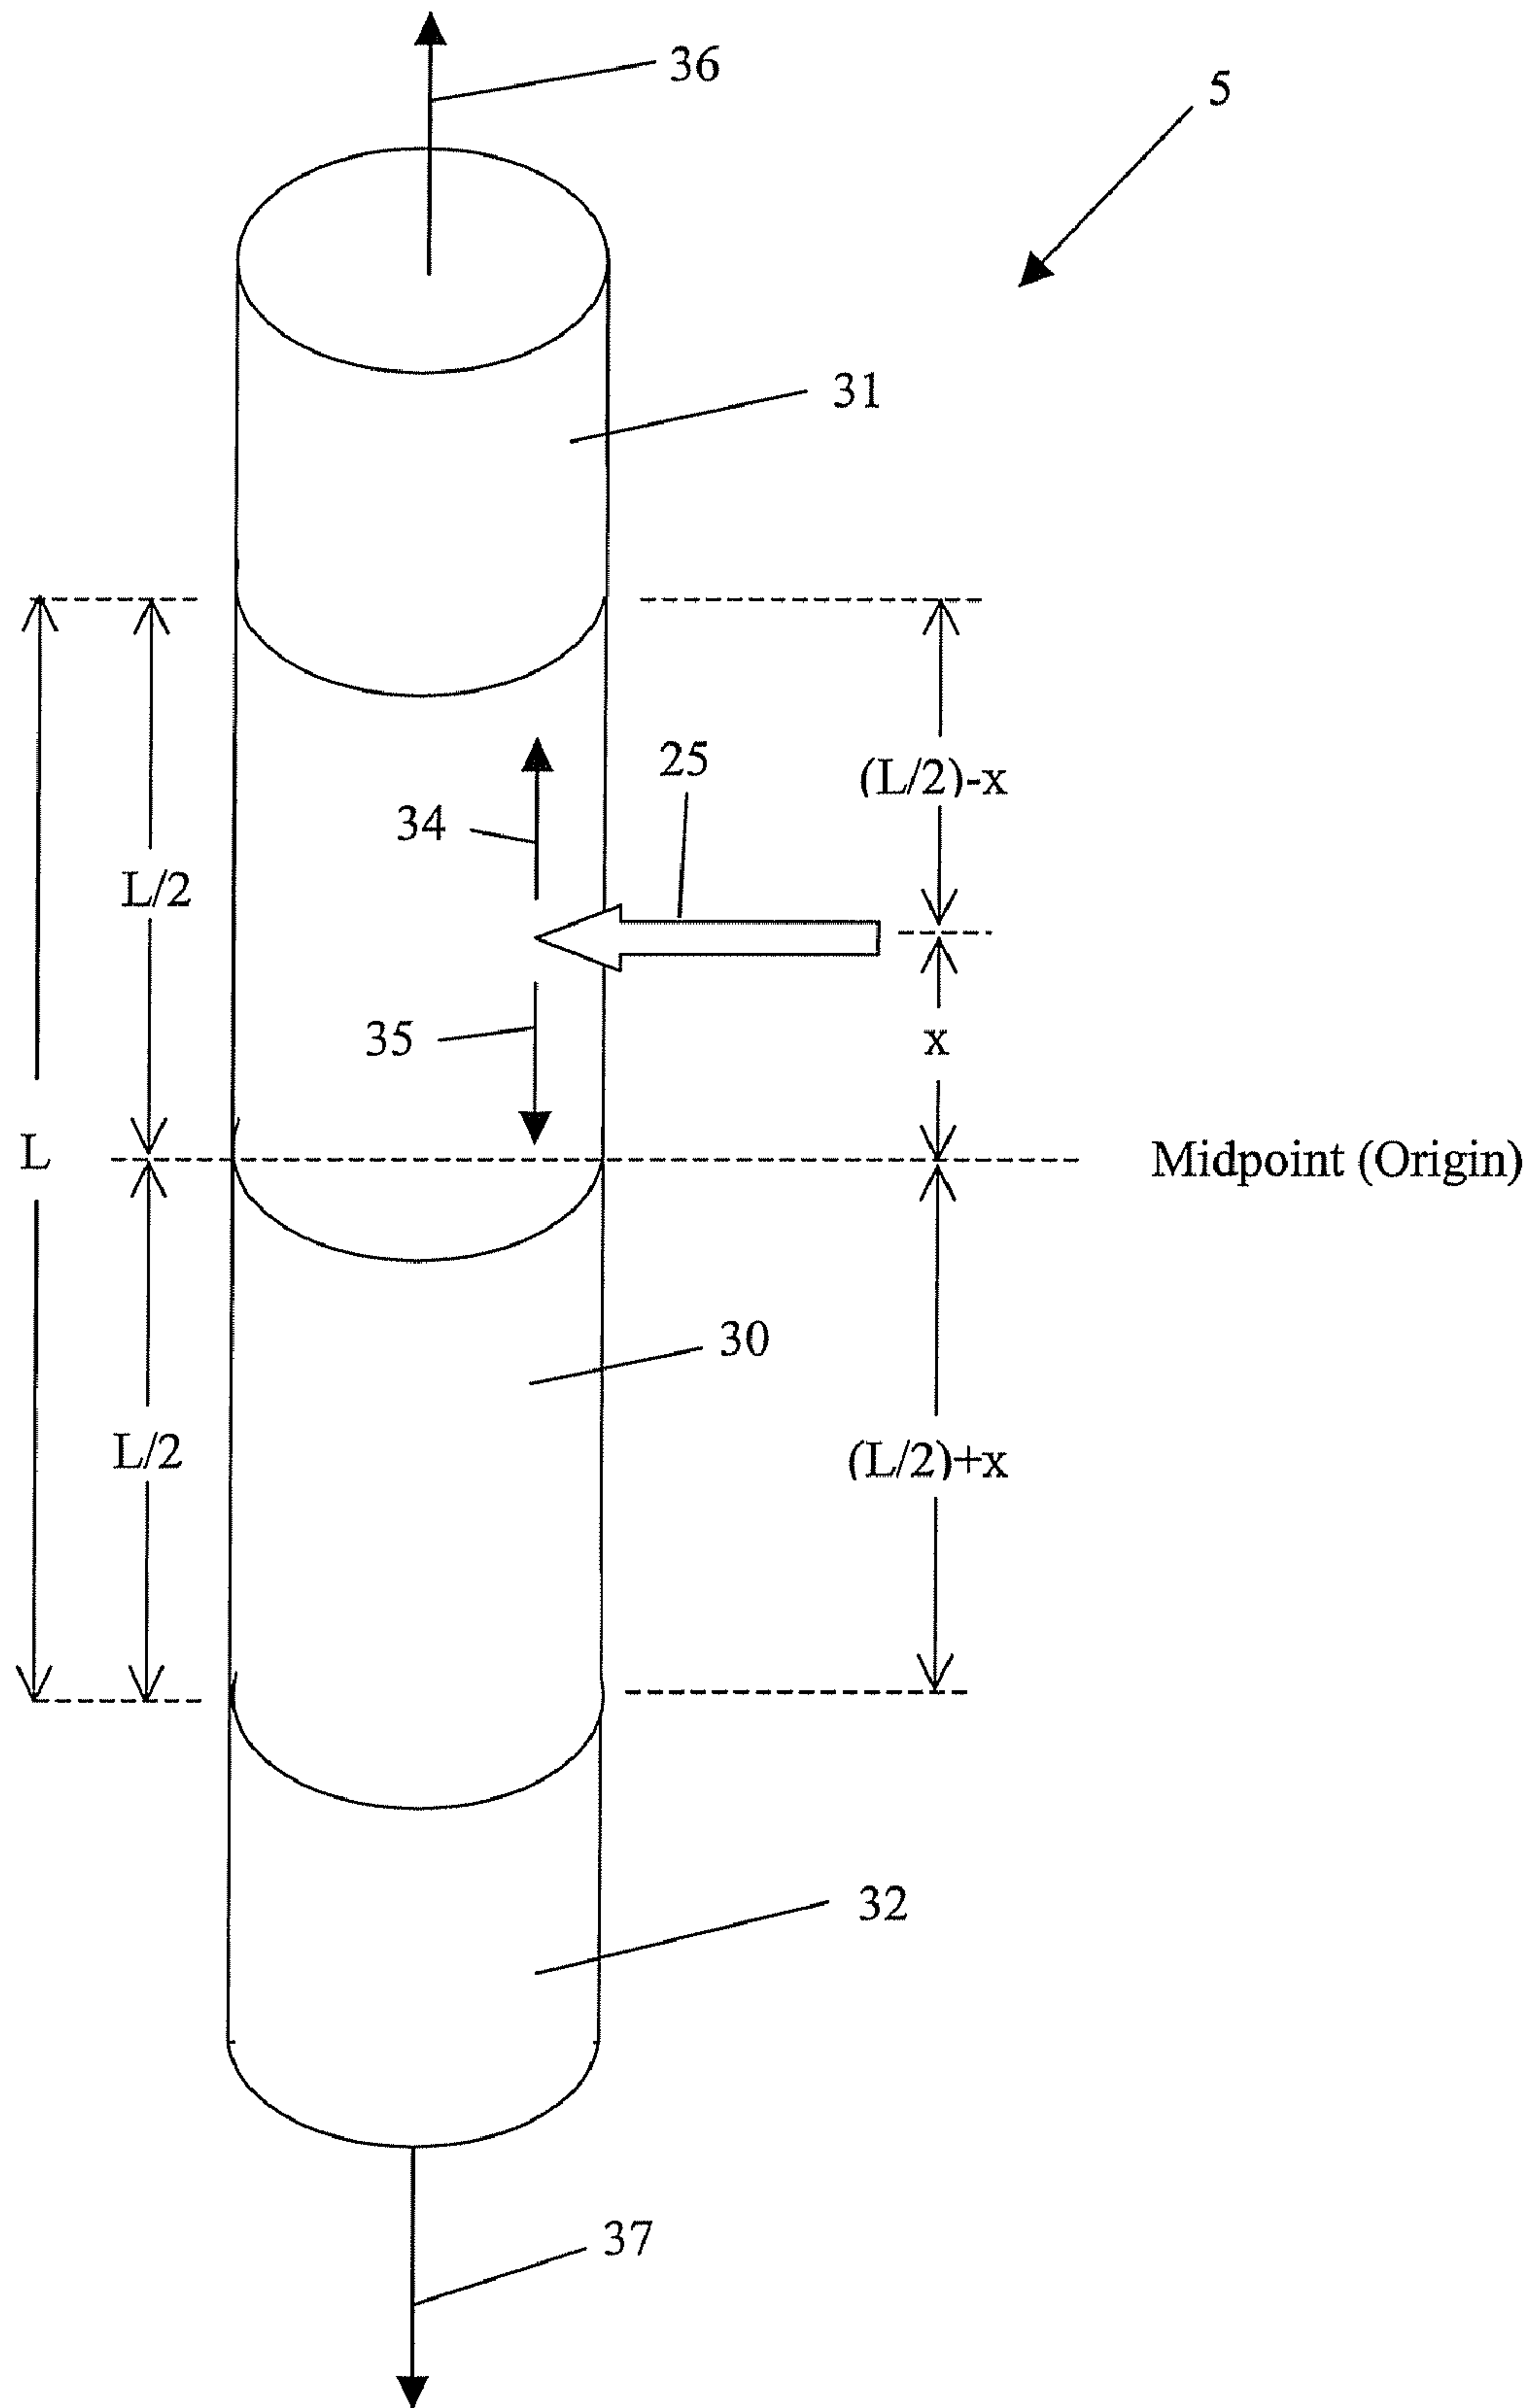 36
5
31
25
(L/2)-x
34
L/2
35
x
L
Midpoint (Origin)
30
L/2
(L/2)+x
32
37